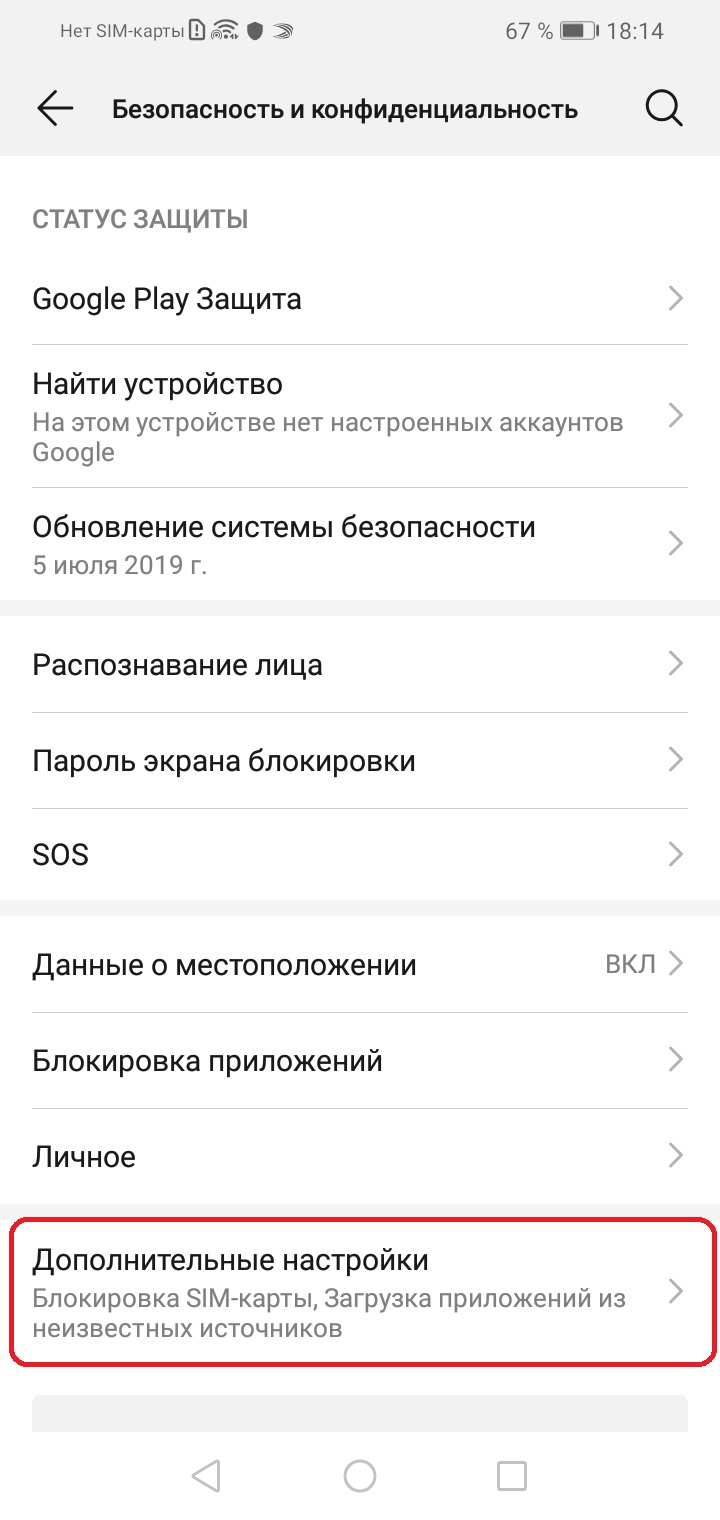 Нет SIM-карты 67 % 18:14
Безопасность и конфиденциальность
СТАТУС ЗАЩИТЫ
Google Play Защита
Найти устройство
На этом устройстве нет настроенных аккаунтов
Google
Обновление системы безопасности
5 июля 2019 г.
Распознавание лица
Пароль экрана блокировки
SOS
Данные о местоположении ВКЛ
Блокировка приложений
Личное
Дополнительные настройки
Блокировка SIM-карты, Загрузка приложений из
неизвестных источников